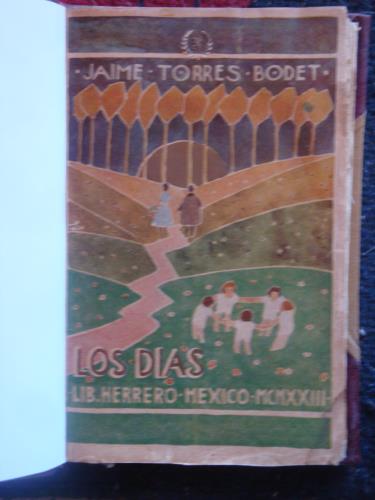 ·JAIME·TORRES·BODET·
LOS·DIAS
·LIB.HERRERO·MEXICO·MCMXXIII·